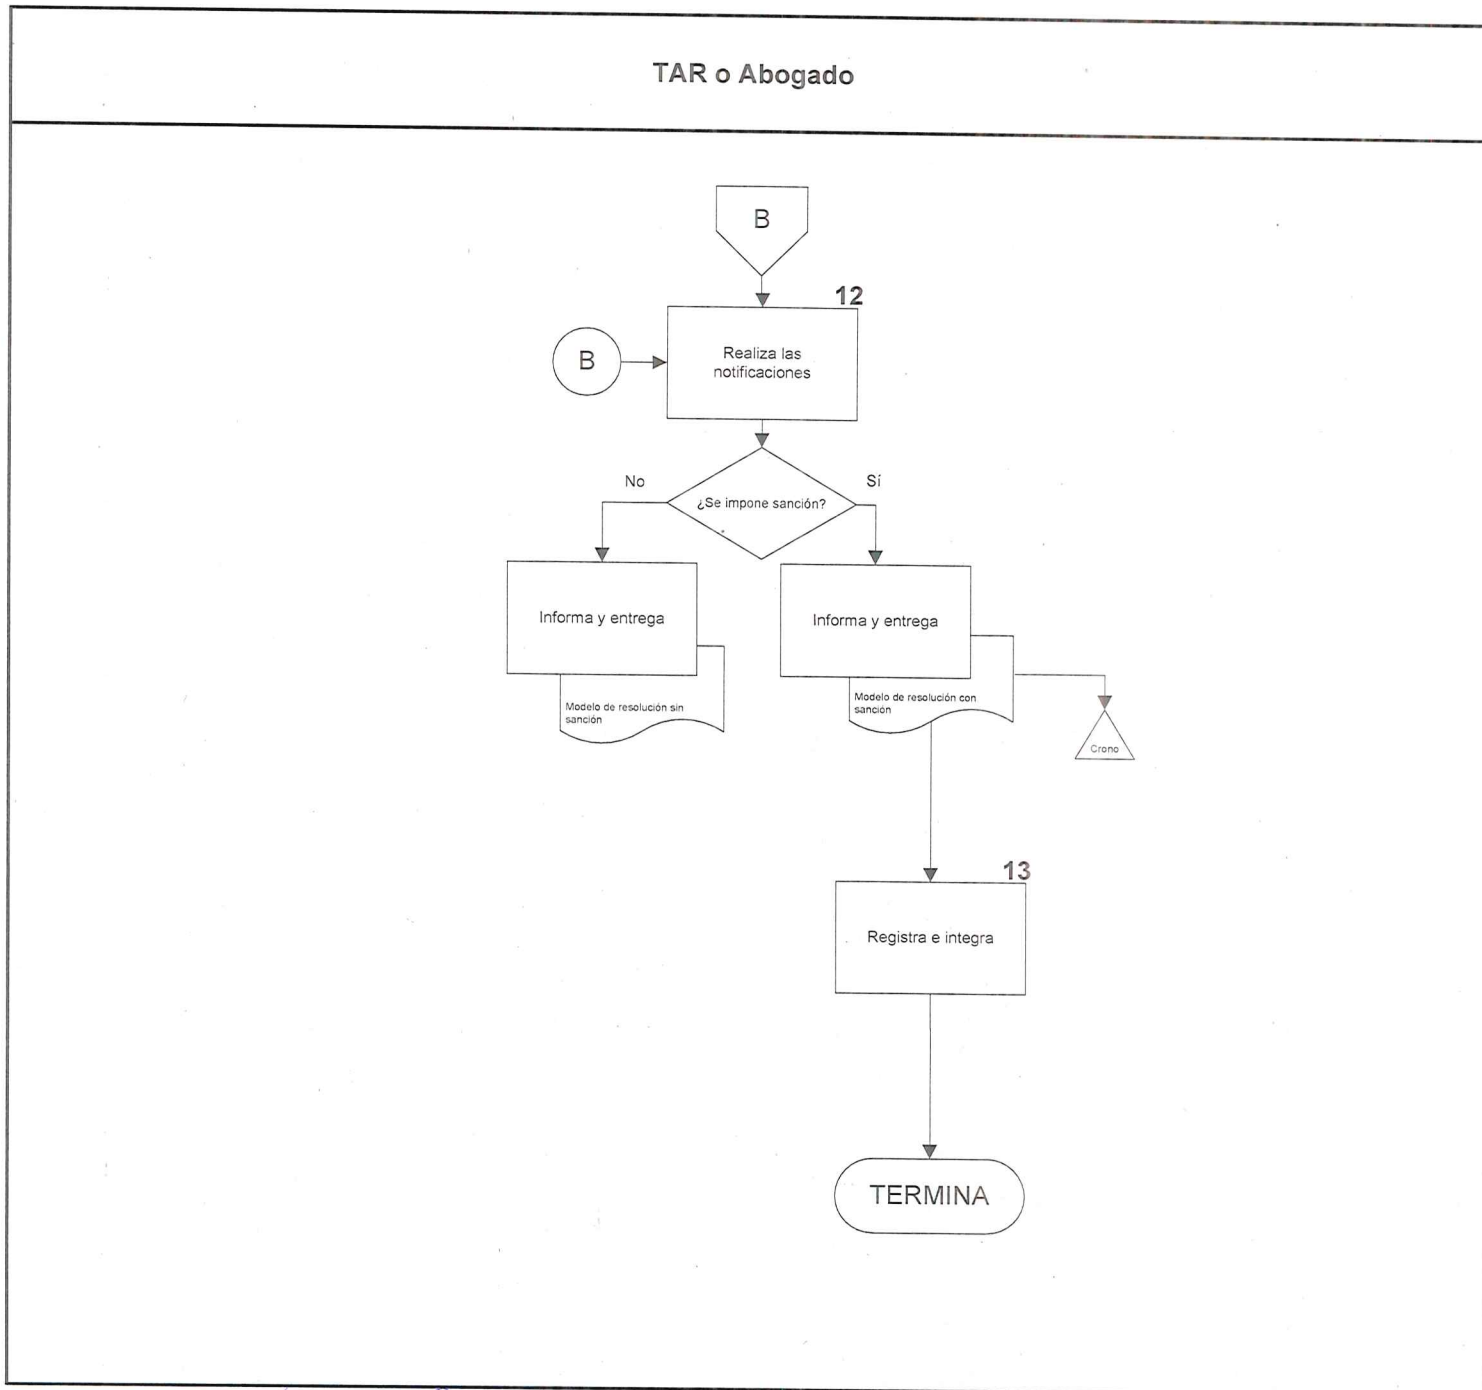 TAR o Abogado
B
12
Realiza las
notificaciones
B
No
Sí
¿Se impone sanción?
Informa y entrega
Informa y entrega
Modelo de resolución sin
sanción
Modelo de resolución con
sanción
Crono
13
Registra e integra
TERMINA